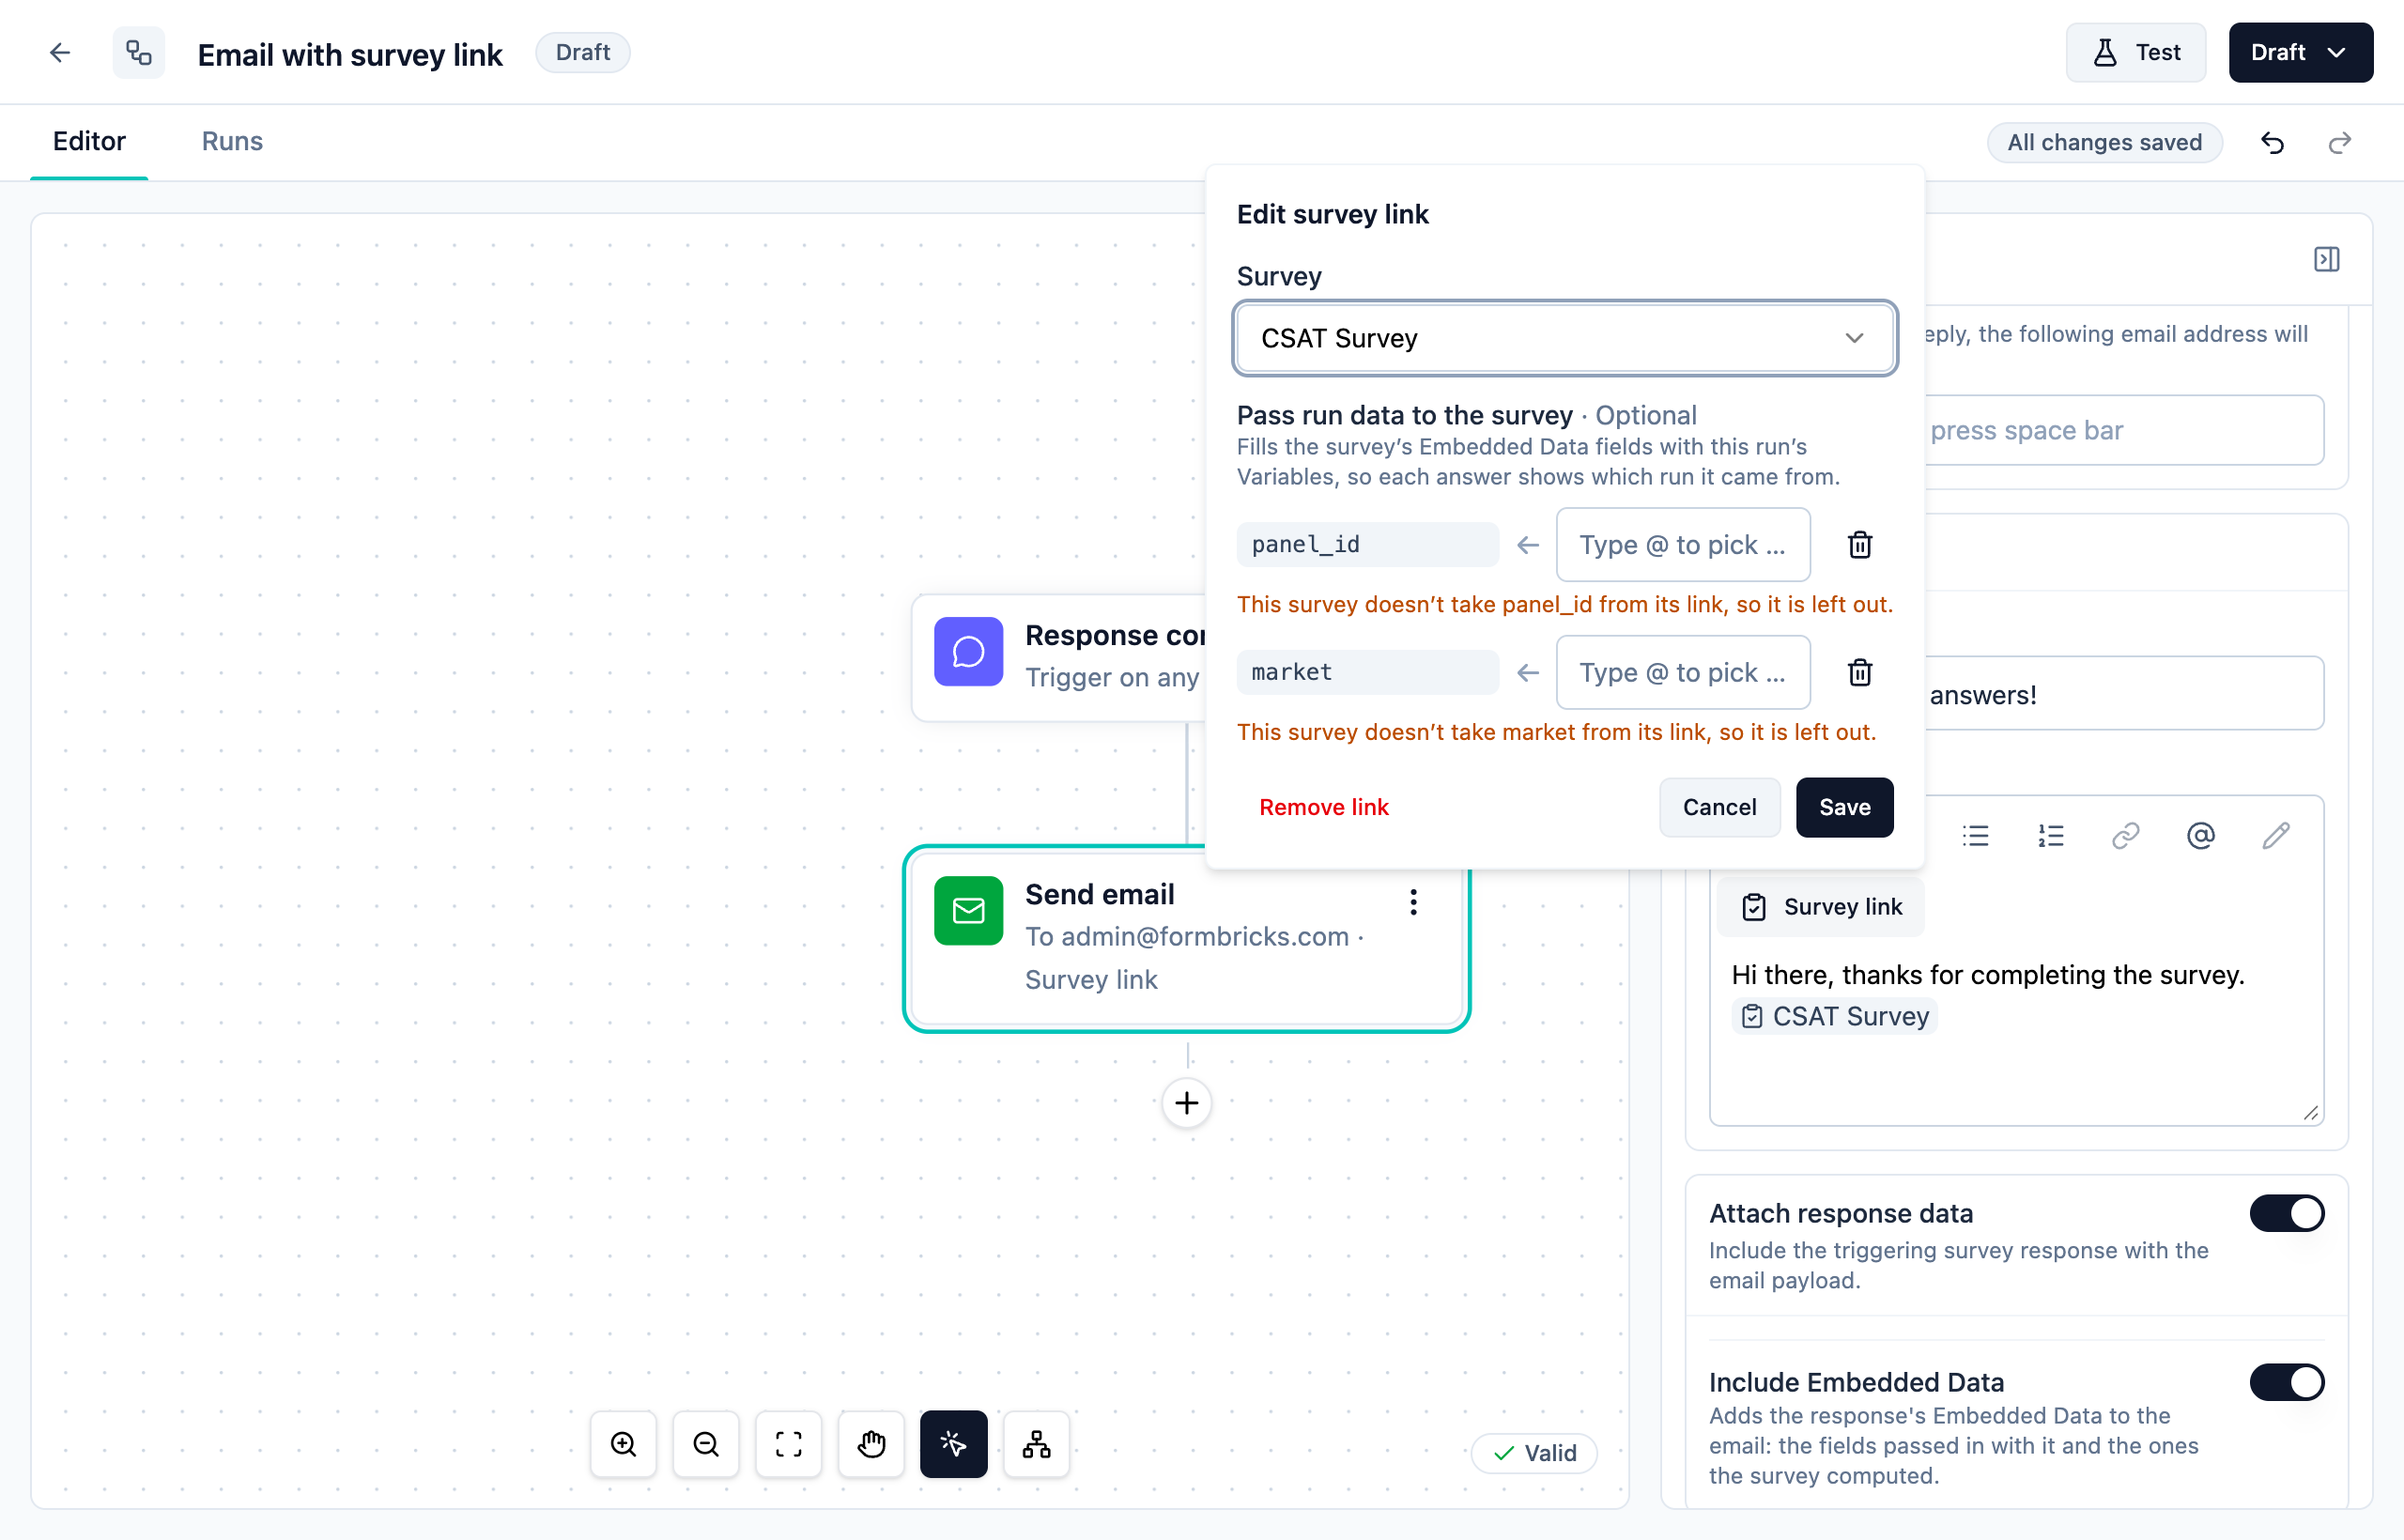 Email with survey link
Draft
Test
Draft
Editor
Runs
All changes saved
Edit survey link
Survey
CSAT Survey
Pass run data to the survey · Optional
Fills the survey’s Embedded Data fields with this run’s
Variables, so each answer shows which run it came from.
panel_id
Type @ to pick ...
This survey doesn’t take panel_id from its link, so it is left out.
market
Type @ to pick ...
This survey doesn’t take market from its link, so it is left out.
Remove link
Cancel
Save
Response
Trigger on any
Send email
To admin@formbricks.com ·
Survey link
Valid
the following email address will
press space bar
answers!
Survey link
Hi there, thanks for completing the survey.
CSAT Survey
Attach response data
Include the triggering survey response with the
email payload.
Include Embedded Data
Adds the response's Embedded Data to the
email: the fields passed in with it and the ones
the survey computed.